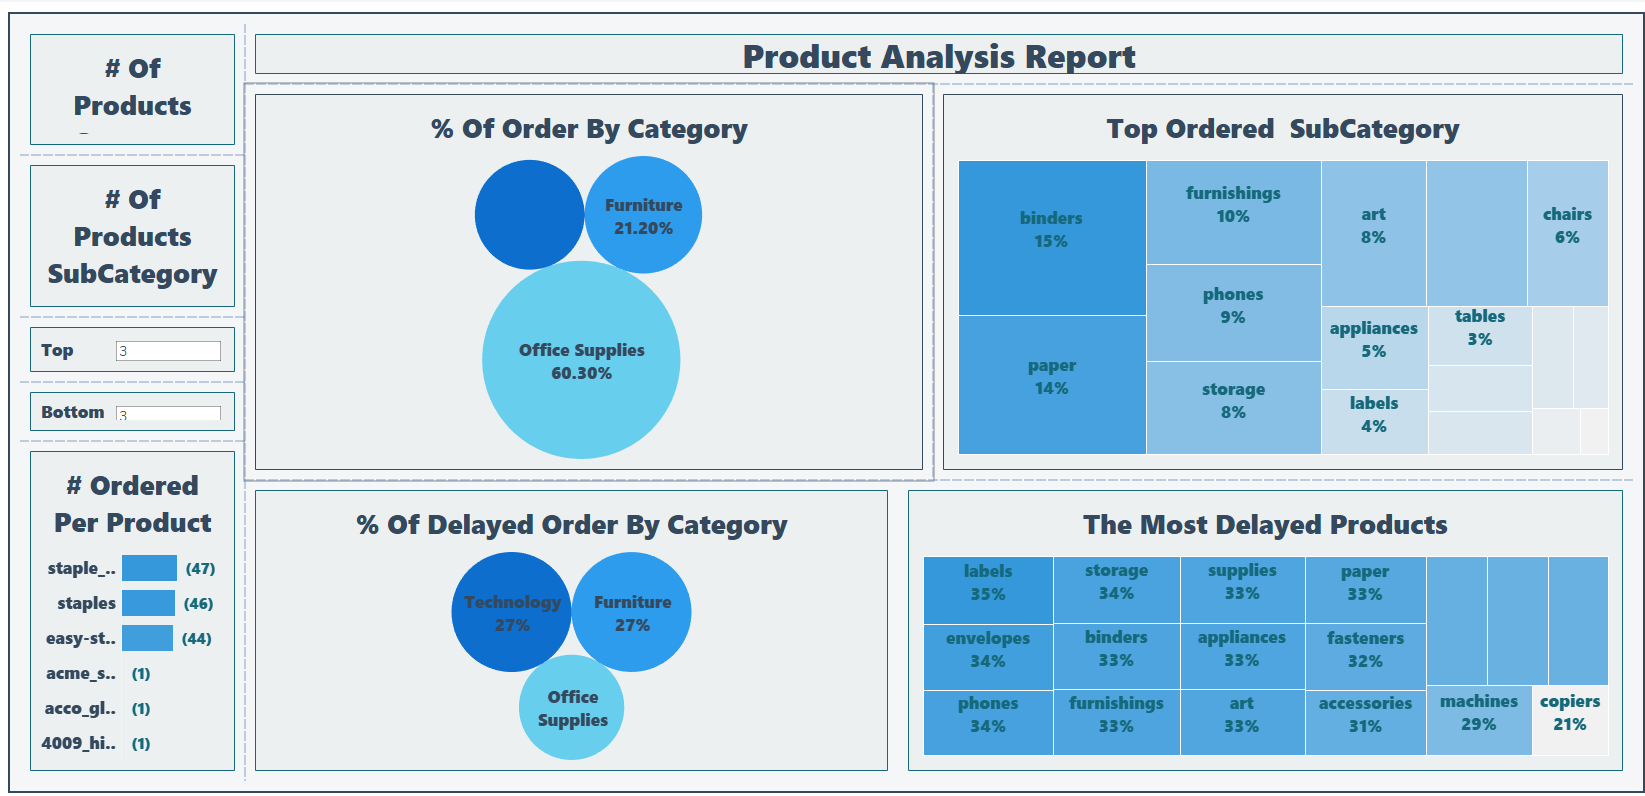 # Of
Products
Product Analysis Report
# Of
Products
SubCategory
Top 3
Bottom 3
# Ordered
Per Product
staple_.. (47)
staples (46)
easy-st.. (44)
acme_s.. (1)
acco_gl.. (1)
4009_hi.. (1)
% Of Order By Category
Furniture
21.20%
Office Supplies
60.30%
Top Ordered SubCategory
binders
15%
paper
14%
furnishings
10%
phones
9%
storage
8%
art
8%
chairs
6%
appliances
5%
labels
4%
tables
3%
% Of Delayed Order By Category
Technology
27%
Furniture
27%
Office
Supplies
The Most Delayed Products
labels
35%
envelopes
34%
phones
34%
storage
34%
binders
33%
furnishings
33%
supplies
33%
appliances
33%
art
33%
paper
33%
fasteners
32%
accessories
31%
machines
29%
copiers
21%